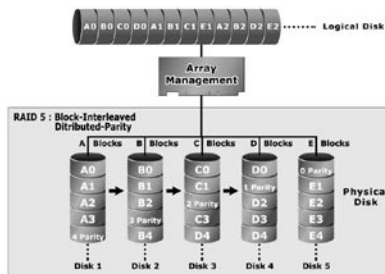 A0 B0 C0 D0 A1 B1 C1 E1 A2 B2 D2 E2
Logical Disk
Array
Management
RAID 5 : Block-Interleaved
Ditributed-Parity
A Blocks B Blocks C Blocks D Blocks E Blocks
A0 B0 C0 D0 0 Parity
A1 B1 C1 1 Parity E1
A2 B2 2 Parity D2 E2
A3 3 Parity C3 D3 E3
4 Parity B4 D4 D4 E4
Physical
Disk
Disk 1 Disk 2 Disk 3 Disk 4 Disk 5